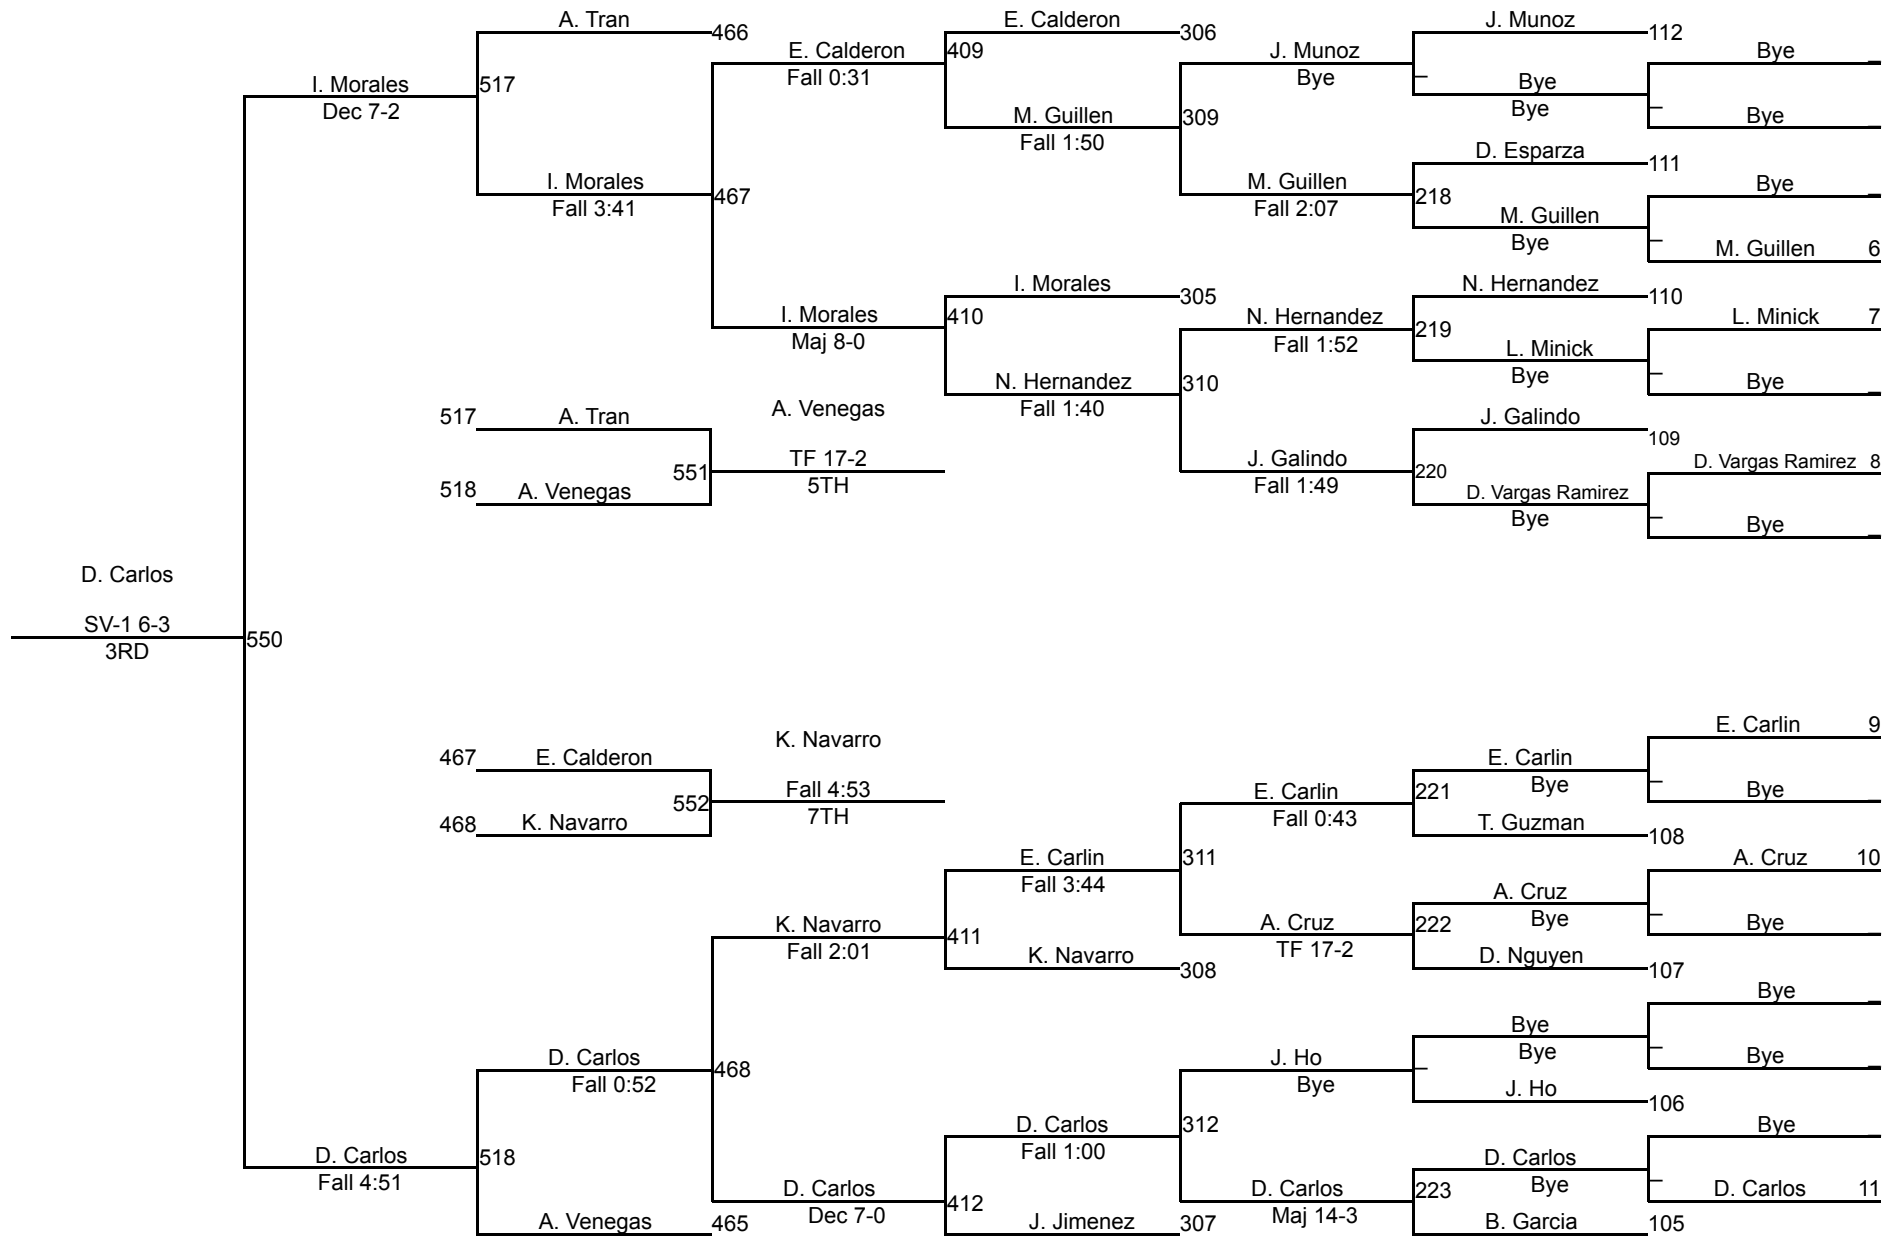 A. Tran
466
E. Calderon
306
J. Munoz
112
E. Calderon
Fall 0:31
409
J. Munoz
Bye
Bye
_
I. Morales
Dec 7-2
517
_
Bye
Bye
_
M. Guillen
Fall 1:50
309
Bye
_
D. Esparza
111
I. Morales
Fall 3:41
467
M. Guillen
Fall 2:07
218
Bye
_
M. Guillen
Bye
_
M. Guillen 6
I. Morales
305
N. Hernandez
110
I. Morales
Maj 8-0
410
N. Hernandez
Fall 1:52
219
L. Minick 7
L. Minick
Bye
_
N. Hernandez
Fall 1:40
310
Bye
_
517
A. Tran
A. Venegas
J. Galindo
109
551
TF 17-2
5TH
J. Galindo
Fall 1:49
220
D. Vargas Ramirez 8
518
A. Venegas
D. Vargas Ramirez
Bye
_
Bye
_
D. Carlos
SV-1 6-3
3RD
550
E. Carlin 9
K. Navarro
467
E. Calderon
E. Carlin
Bye
_
552
Fall 4:53
7TH
E. Carlin
Fall 0:43
221
Bye
_
468
K. Navarro
T. Guzman
108
E. Carlin
Fall 3:44
311
A. Cruz 10
A. Cruz
Bye
_
K. Navarro
Fall 2:01
411
A. Cruz
TF 17-2
222
Bye
_
K. Navarro
308
D. Nguyen
107
Bye
_
Bye
Bye
_
D. Carlos
Fall 0:52
468
J. Ho
Bye
_
Bye
_
J. Ho
106
D. Carlos
Fall 1:00
312
Bye
_
D. Carlos
Fall 4:51
518
D. Carlos
Bye
_
D. Carlos
Dec 7-0
412
D. Carlos
Maj 14-3
223
D. Carlos 11
A. Venegas
465
J. Jimenez
307
B. Garcia
105